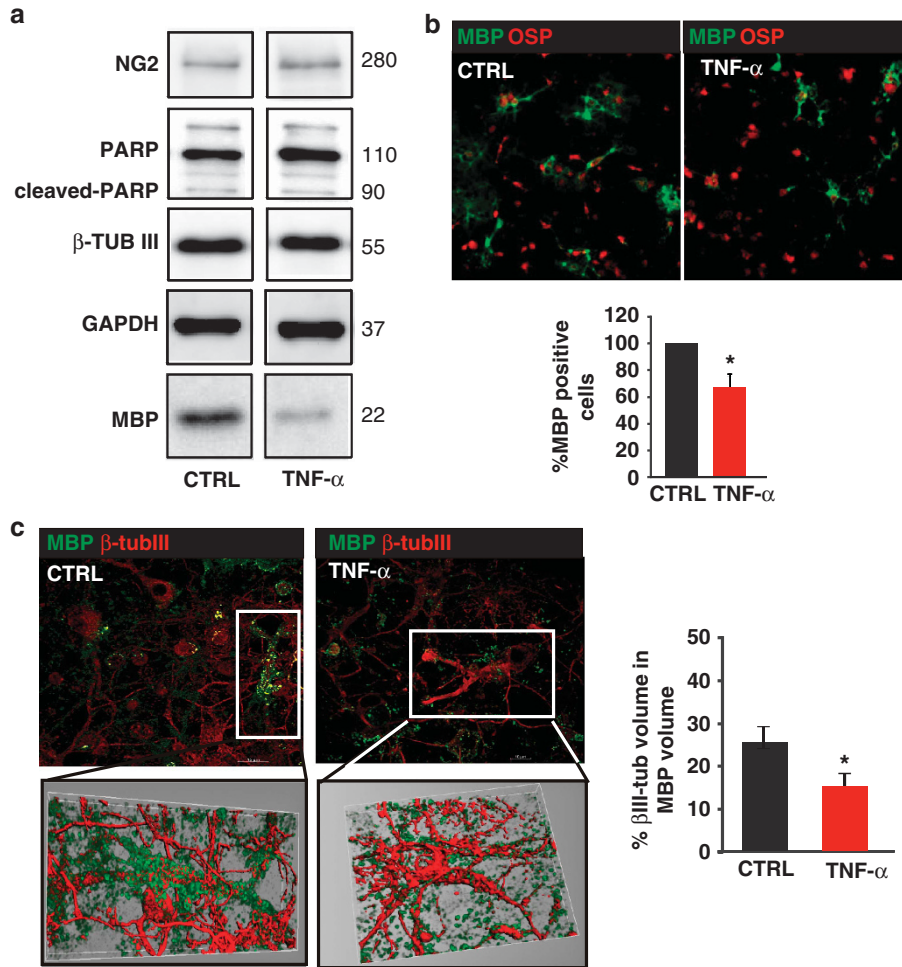 a
NG2
280
PARP
110
cleaved-PARP
90
β-TUB III
55
GAPDH
37
MBP
22
CTRL
TNF-α
b
MBP OSP
MBP OSP
CTRL
TNF-α
%MBP positive
cells
120
100
80
60
40
20
0
*
CTRL
TNF-α
c
MBP β-tubIII
MBP β-tubIII
CTRL
TNF-α
% βIII-tub volume in
MBP volume
50
40
30
20
10
0
*
CTRL
TNF-α